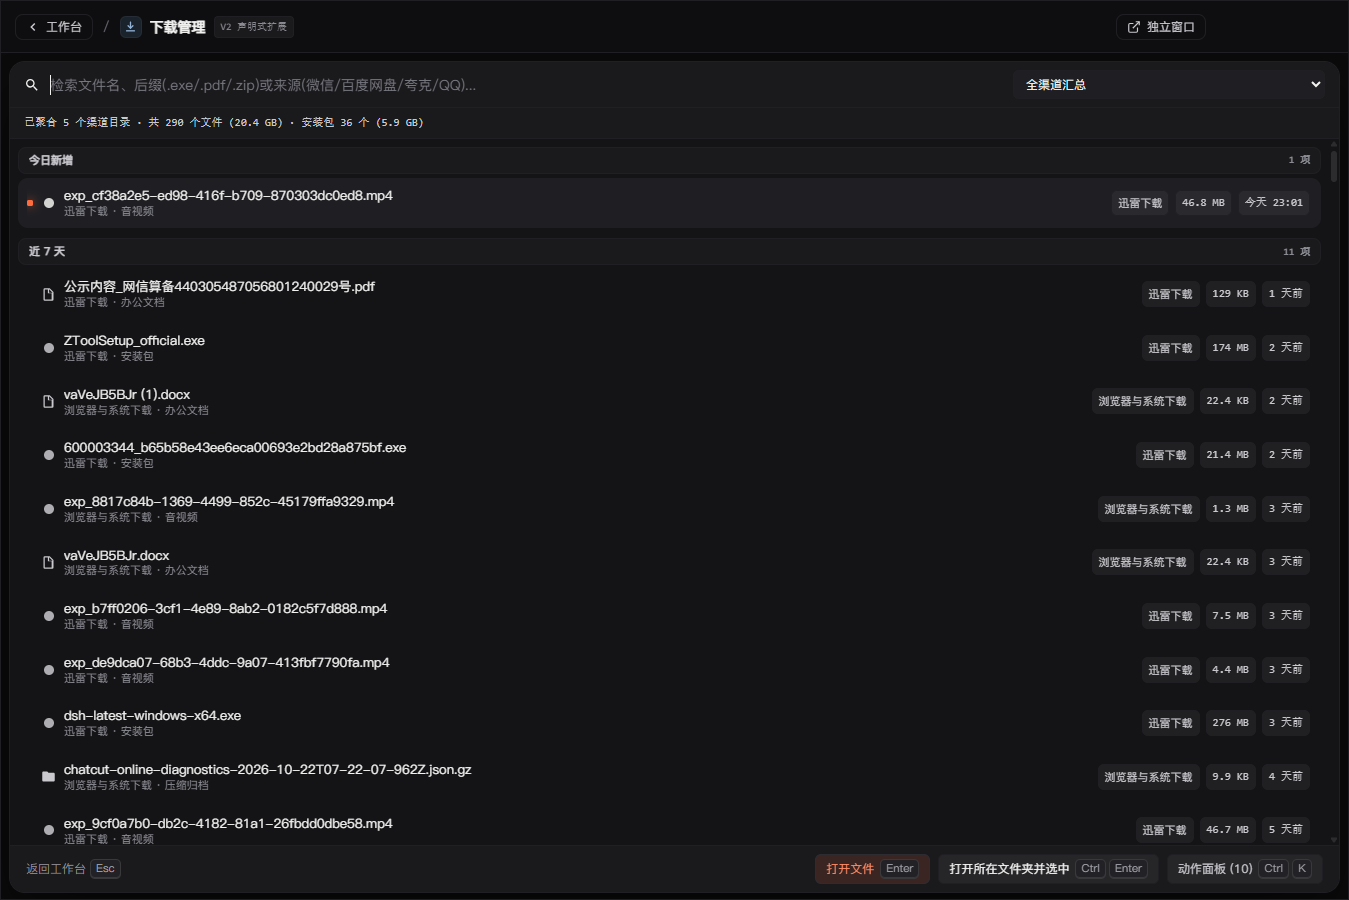 工作台 / 下载管理 V2 声明式扩展 独立窗口
检索文件名、后缀(.exe/.pdf/.zip)或来源(微信/百度网盘/夸克/QQ)... 全渠道汇总
已聚合 5 个渠道目录 · 共 290 个文件 (20.4 GB) · 安装包 36 个 (5.9 GB)
今日新增 1 项
exp_cf38a2e5-ed98-416f-b709-870303dc0ed8.mp4
迅雷下载 · 音视频 迅雷下载 46.8 MB 今天 23:01
近 7 天 11 项
公示内容_网信算备440305487056801240029号.pdf
迅雷下载 · 办公文档 迅雷下载 129 KB 1 天前
ZToolSetup_official.exe
迅雷下载 · 安装包 迅雷下载 174 MB 2 天前
vaVeJB5BJr (1).docx
浏览器与系统下载 · 办公文档 浏览器与系统下载 22.4 KB 2 天前
600003344_b65b58e43ee6eca00693e2bd28a875bf.exe
迅雷下载 · 安装包 迅雷下载 21.4 MB 2 天前
exp_8817c84b-1369-4499-852c-45179ffa9329.mp4
浏览器与系统下载 · 音视频 浏览器与系统下载 1.3 MB 3 天前
vaVeJB5BJr.docx
浏览器与系统下载 · 办公文档 浏览器与系统下载 22.4 KB 3 天前
exp_b7ff0206-3cf1-4e89-8ab2-0182c5f7d888.mp4
迅雷下载 · 音视频 迅雷下载 7.5 MB 3 天前
exp_de9dca07-68b3-4ddc-9a07-413fbf7790fa.mp4
迅雷下载 · 音视频 迅雷下载 4.4 MB 3 天前
dsh-latest-windows-x64.exe
迅雷下载 · 安装包 迅雷下载 276 MB 3 天前
chatcut-online-diagnostics-2026-10-22T07-22-07-962Z.json.gz
浏览器与系统下载 · 压缩归档 浏览器与系统下载 9.9 KB 4 天前
exp_9cf0a7b0-db2c-4182-81a1-26fbdd0dbe58.mp4
迅雷下载 · 音视频 迅雷下载 46.7 MB 5 天前
返回工作台 Esc 打开文件 Enter 打开所在文件夹并选中 Ctrl Enter 动作面板 (10) Ctrl K